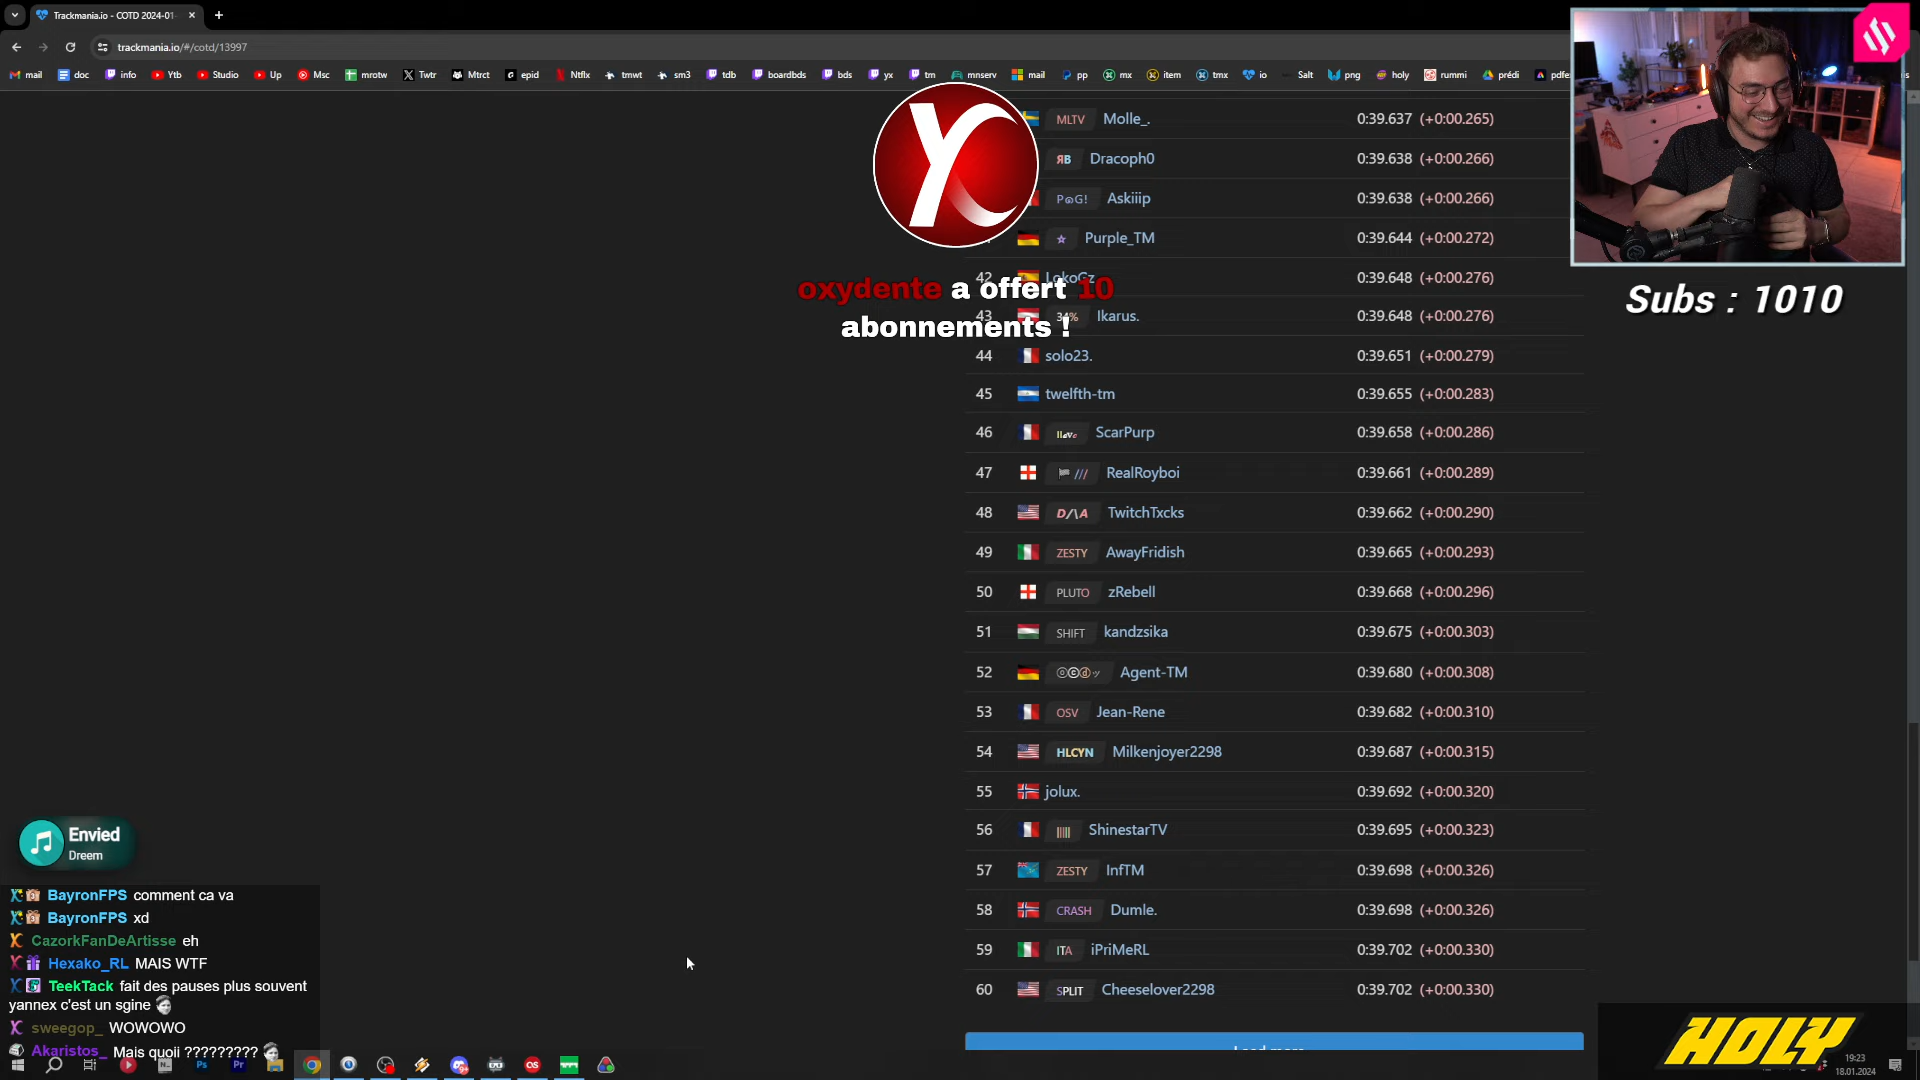 Trackmania.io - COTD 2024-01-
trackmania.io/#/cotd/13997
mail doc info Ytb Studio Up Msc mrotw Twtr Mtrct epid Ntflx tmwt sm3 tdb boardbds bds yx tm mnserv mail pp mx item tmx io Salt png holy rummi prédi
MLTV Molle_. 0:39.637 (+0:00.265)
ЯB Dracoph0 0:39.638 (+0:00.266)
Askiiip 0:39.638 (+0:00.266)
Purple_TM 0:39.644 (+0:00.272)
42 LokoGz 0:39.648 (+0:00.276)
oxydente a offert 10
abonnements !
43 Ikarus. 0:39.648 (+0:00.276)
44 solo23. 0:39.651 (+0:00.279)
45 twelfth-tm 0:39.655 (+0:00.283)
46 ScarPurp 0:39.658 (+0:00.286)
47 /// RealRoyboi 0:39.661 (+0:00.289)
48 D/\A TwitchTxcks 0:39.662 (+0:00.290)
49 ZESTY AwayFridish 0:39.665 (+0:00.293)
50 PLUTO zRebell 0:39.668 (+0:00.296)
51 SHIFT kandzsika 0:39.675 (+0:00.303)
52 ⓞⓒⓓッ Agent-TM 0:39.680 (+0:00.308)
53 OSV Jean-Rene 0:39.682 (+0:00.310)
54 HLCYN Milkenjoyer2298 0:39.687 (+0:00.315)
55 jolux. 0:39.692 (+0:00.320)
56 ShinestarTV 0:39.695 (+0:00.323)
57 ZESTY InfTM 0:39.698 (+0:00.326)
58 CRASH Dumle. 0:39.698 (+0:00.326)
59 ITA iPriMeRL 0:39.702 (+0:00.330)
60 SPLIT Cheeselover2298 0:39.702 (+0:00.330)
Subs : 1010
Envied
Dreem
BayronFPS comment ca va
BayronFPS xd
CazorkFanDeArtisse eh
Hexako_RL MAIS WTF
TeekTack fait des pauses plus souvent
yannex c'est un sgine
sweegop_ WOWOWO
Akaristos_ Mais quoii ?????????
Ps Pr
HOLY
19:23
18.01.2024